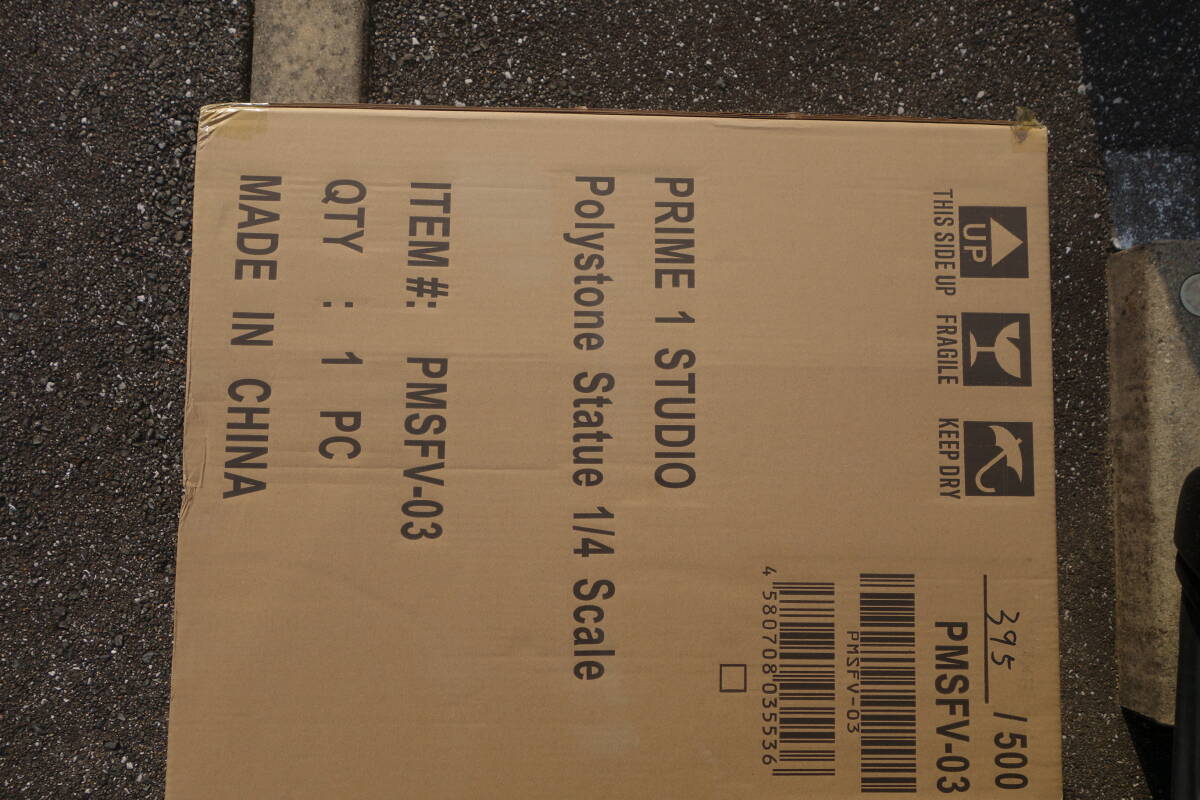 UP
THIS SIDE UP
FRAGILE
KEEP DRY
395 /500
PMSFV-03
PMSFV-03
4 580708 035536
PRIME 1 STUDIO
Polystone Statue 1/4 Scale
ITEM #: PMSFV-03
QTY : 1 PC
MADE IN CHINA